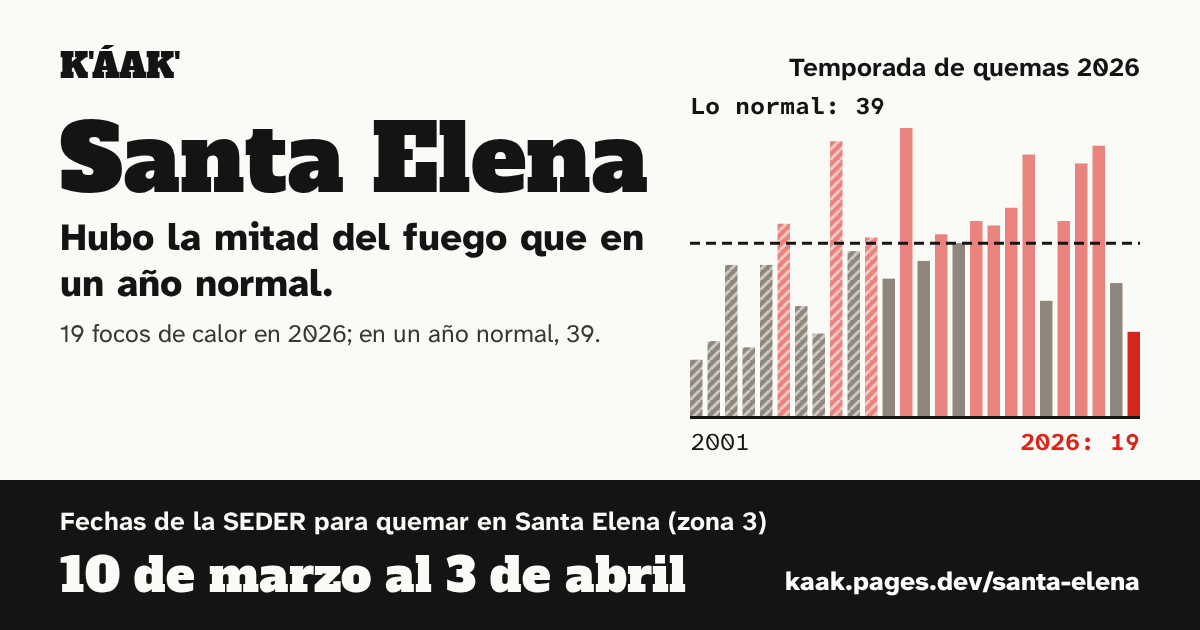 K'ÁAK'
Santa Elena
Hubo la mitad del fuego que en
un año normal.
19 focos de calor en 2026; en un año normal, 39.
Temporada de quemas 2026
Lo normal: 39
2001
2026: 19
Fechas de la SEDER para quemar en Santa Elena (zona 3)
10 de marzo al 3 de abril
kaak.pages.dev/santa-elena